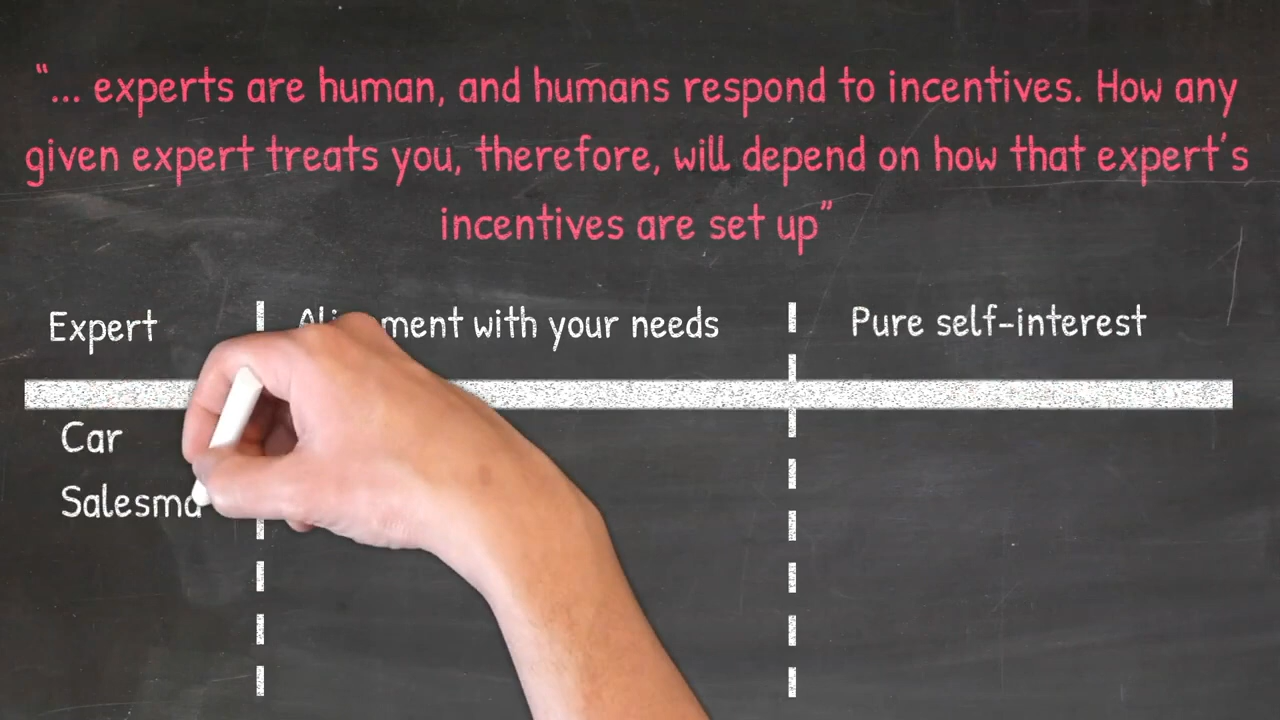 “... experts are human, and humans respond to incentives. How any
given expert treats you, therefore, will depend on how that expert's
incentives are set up”
Expert Alignment with your needs Pure self-interest
Car
Salesma